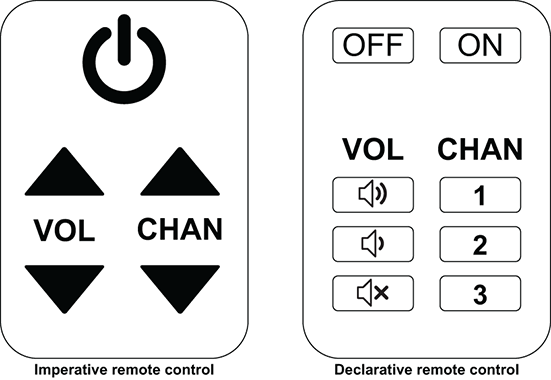 VOL CHAN
Imperative remote control
OFF ON
VOL CHAN
1
2
3
Declarative remote control